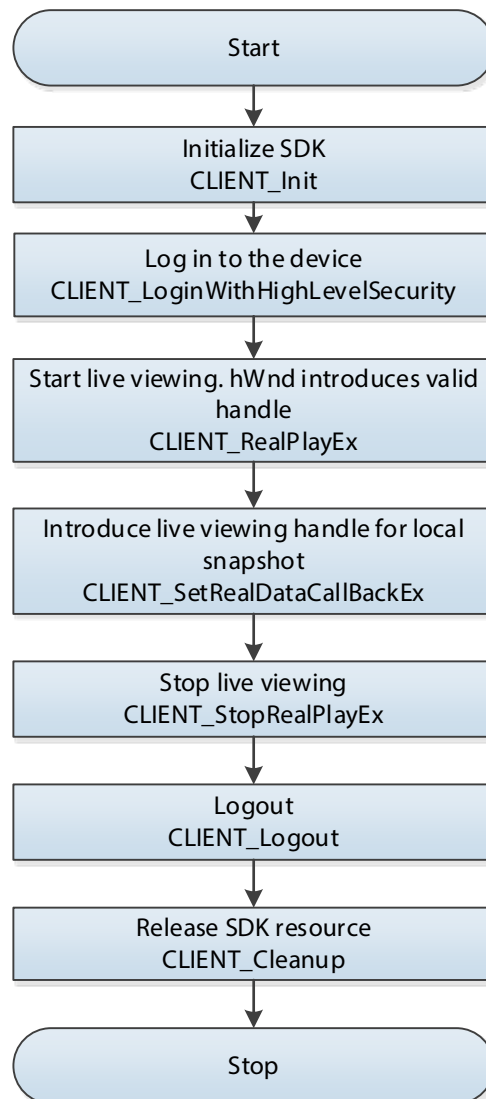 Start
Initialize SDK
CLIENT_Init
Log in to the device
CLIENT_LoginWithHighLevelSecurity
Start live viewing. hWnd introduces valid
handle
CLIENT_RealPlayEx
Introduce live viewing handle for local
snapshot
CLIENT_SetRealDataCallBackEx
Stop live viewing
CLIENT_StopRealPlayEx
Logout
CLIENT_Logout
Release SDK resource
CLIENT_Cleanup
Stop